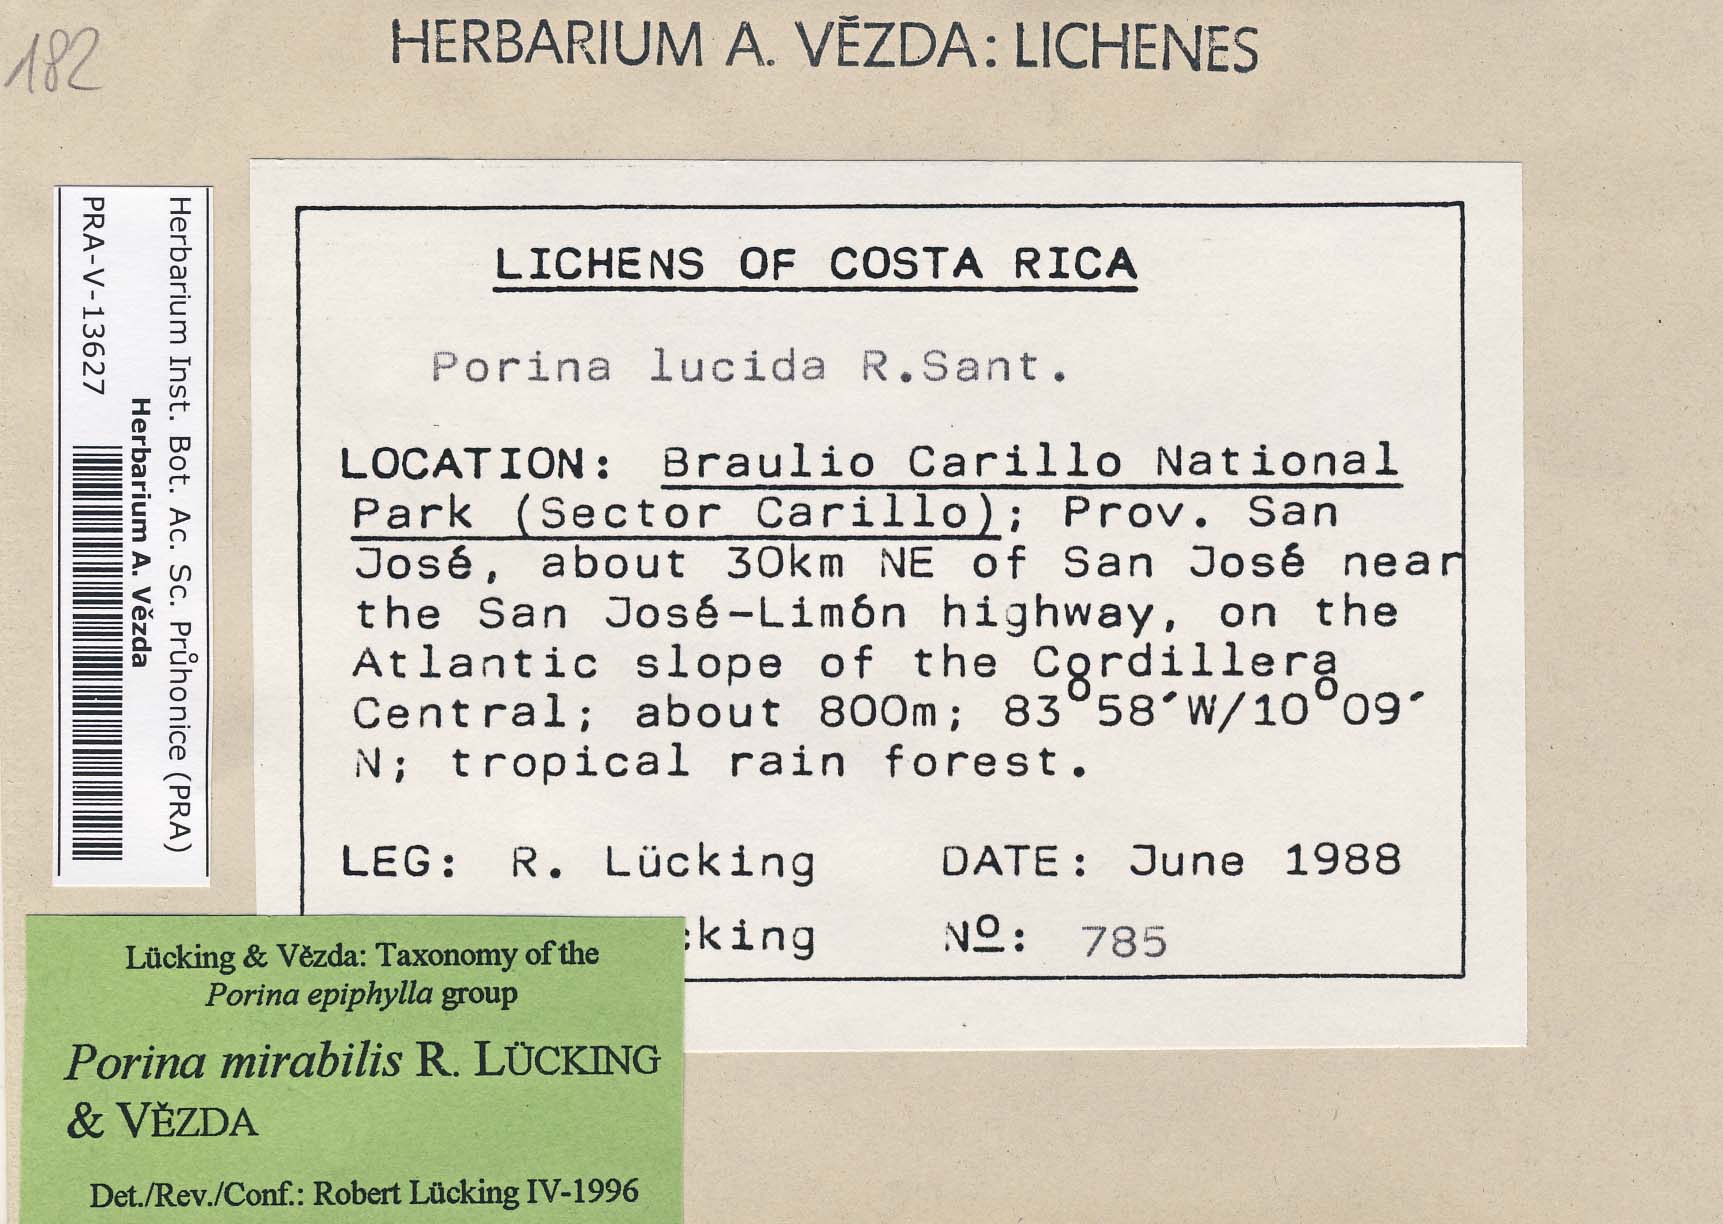 182
HERBARIUM A. VĚZDA: LICHENES
Herbarium Inst. Bot. Ac. Sc. Průhonice (PRA)
Herbarium A. Vězda
PRA-V-13627
LICHENS OF COSTA RICA
Porina lucida R.Sant.
LOCATION: Braulio Carillo National
Park (Sector Carillo); Prov. San
José, about 30km NE of San José near
the San José-Limón highway, on the
Atlantic slope of the Cordillera
Central; about 800m; 83°58´W/10°09´
N; tropical rain forest.
LEG: R. Lücking DATE: June 1988
cking Nº: 785
Lücking & Vězda: Taxonomy of the
Porina epiphylla group
Porina mirabilis R. LÜCKING
& VĚZDA
Det./Rev./Conf.: Robert Lücking IV-1996